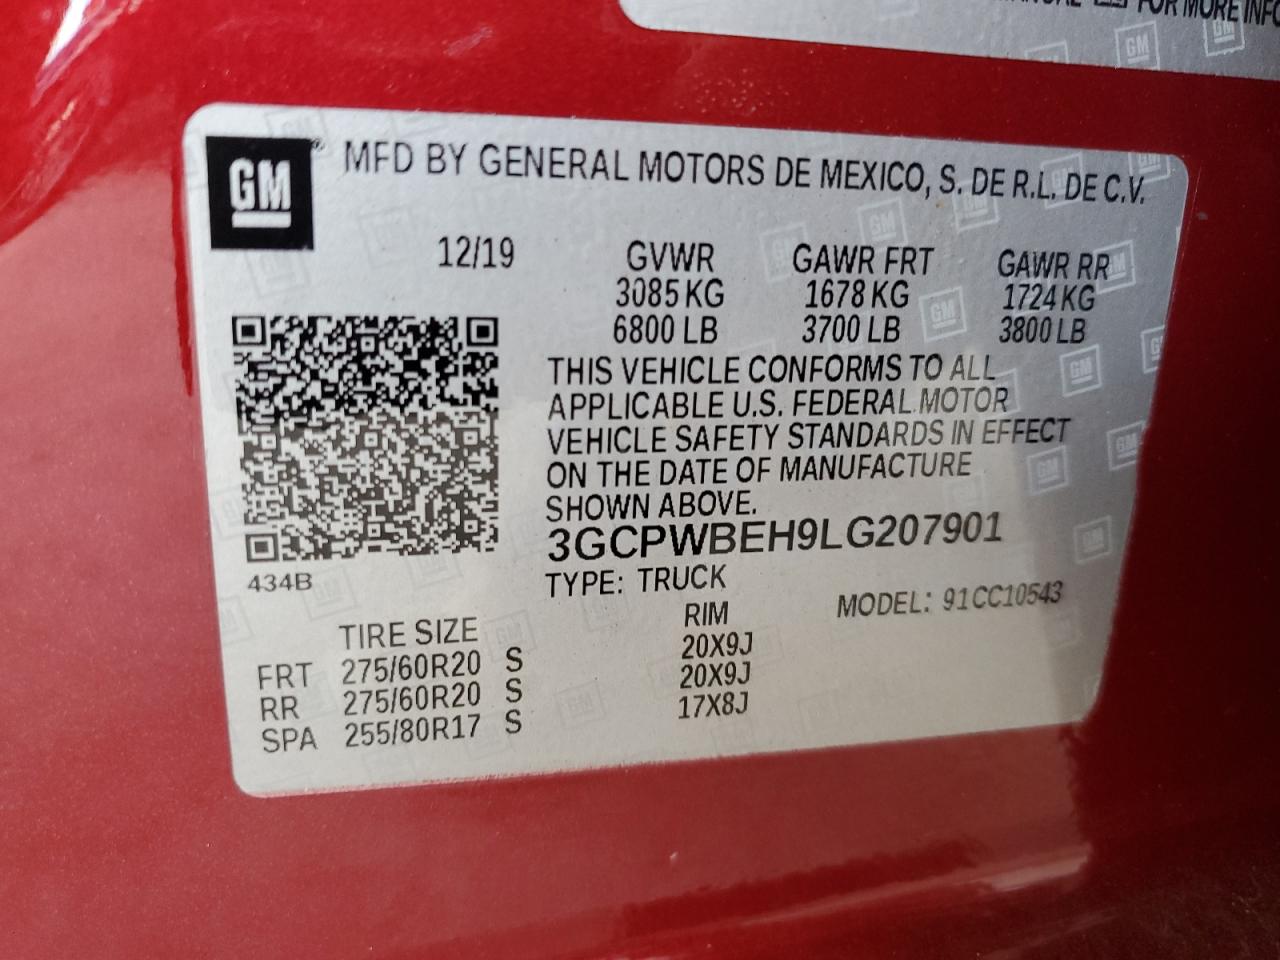 FOR MORE INFO
GM
MFD BY GENERAL MOTORS DE MEXICO, S. DE R.L. DE C.V.
12/19 GVWR GAWR FRT GAWR RR
3085 KG 1678 KG 1724 KG
6800 LB 3700 LB 3800 LB
THIS VEHICLE CONFORMS TO ALL
APPLICABLE U.S. FEDERAL MOTOR
VEHICLE SAFETY STANDARDS IN EFFECT
ON THE DATE OF MANUFACTURE
SHOWN ABOVE.
3GCPWBEH9LG207901
434B
TYPE: TRUCK MODEL: 91CC10543
TIRE SIZE RIM
FRT 275/60R20 S 20X9J
RR 275/60R20 S 20X9J
SPA 255/80R17 S 17X8J